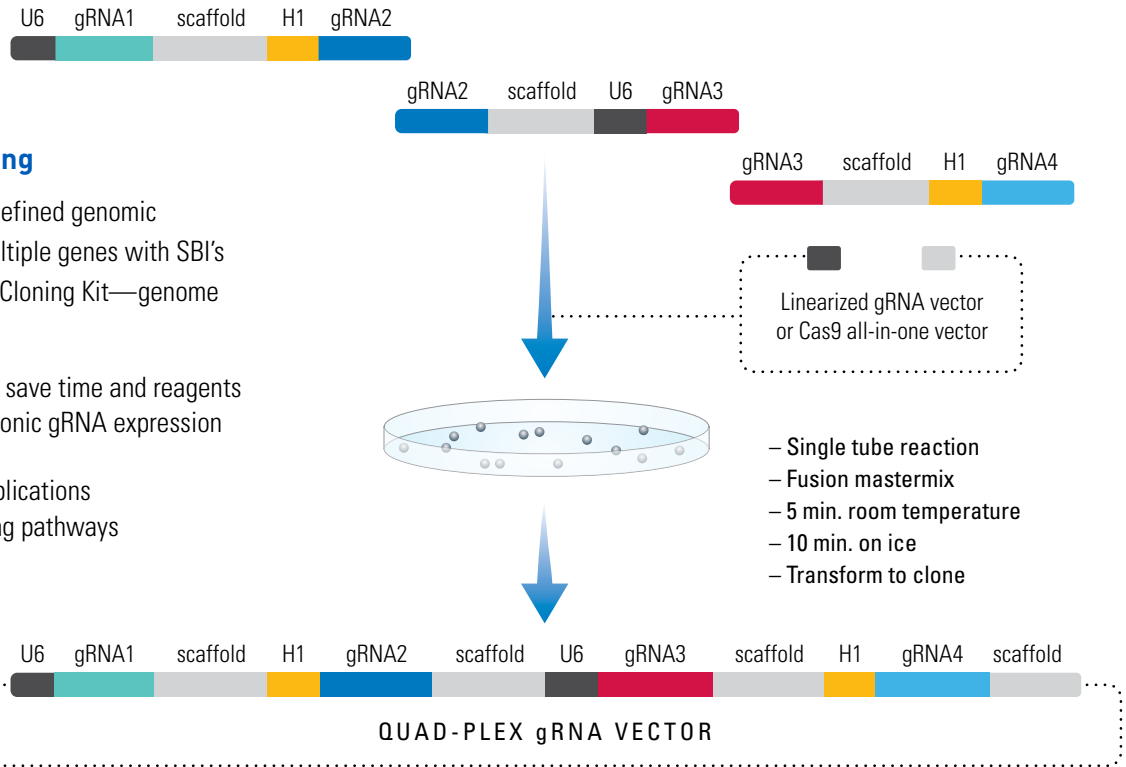 U6 gRNA1 scaffold H1 gRNA2
gRNA2 scaffold U6 gRNA3
gRNA3 scaffold H1 gRNA4
ng
efined genomic
ltiple genes with SBI's
Cloning Kit—genome
save time and reagents
onic gRNA expression
plications
ng pathways
Linearized gRNA vector
or Cas9 all-in-one vector
– Single tube reaction
– Fusion mastermix
– 5 min. room temperature
– 10 min. on ice
– Transform to clone
U6 gRNA1 scaffold H1 gRNA2 scaffold U6 gRNA3 scaffold H1 gRNA4 scaffold
QUAD-PLEX gRNA VECTOR